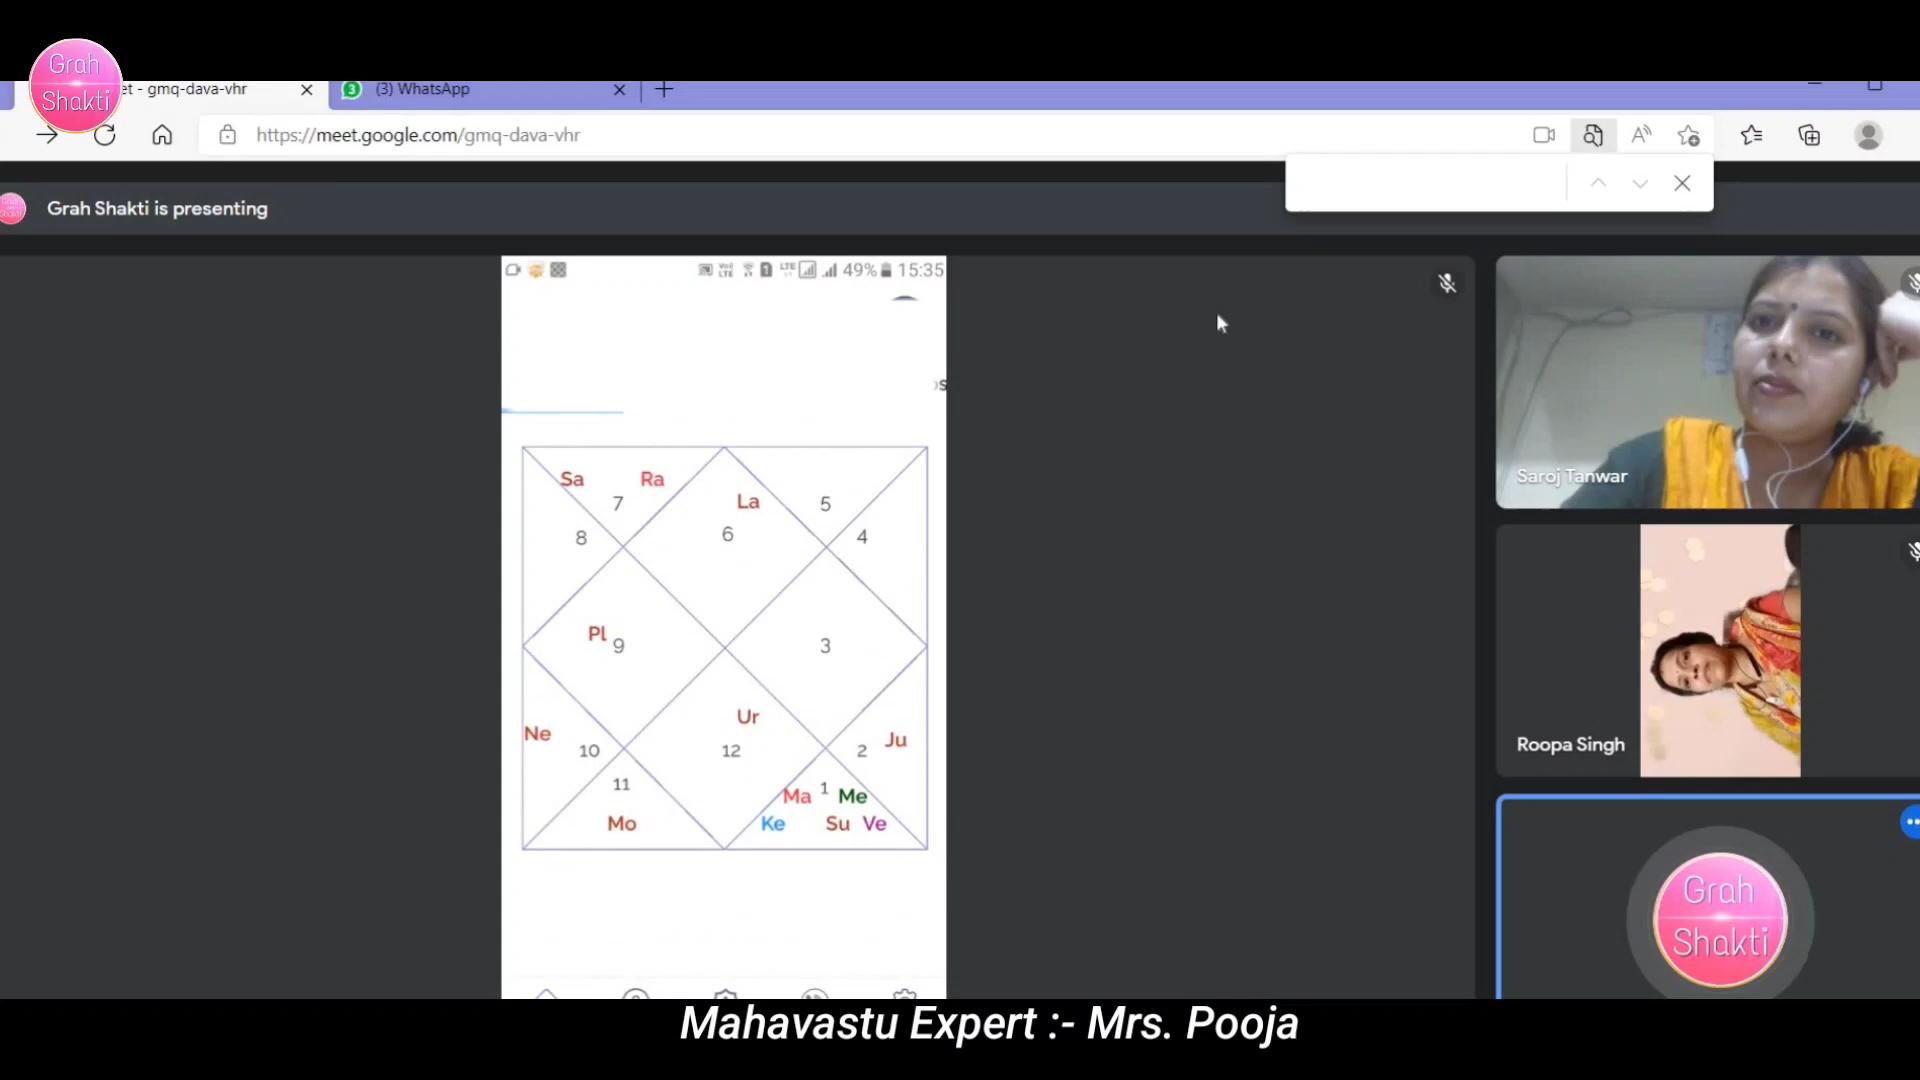 Grah
Shakti
et - gmq-dava-vhr
3
(3) WhatsApp
https://meet.google.com/gmq-dava-vhr
Grah Shakti is presenting
LTE
49%
15:35
Sa
Ra
7
La
5
8
6
4
Pl
9
3
Ne
Ur
10
12
2
Ju
11
Ma
1
Me
Mo
Ke
Su
Ve
Saroj Tanwar
Roopa Singh
Grah
Shakti
Mahavastu Expert :- Mrs. Pooja